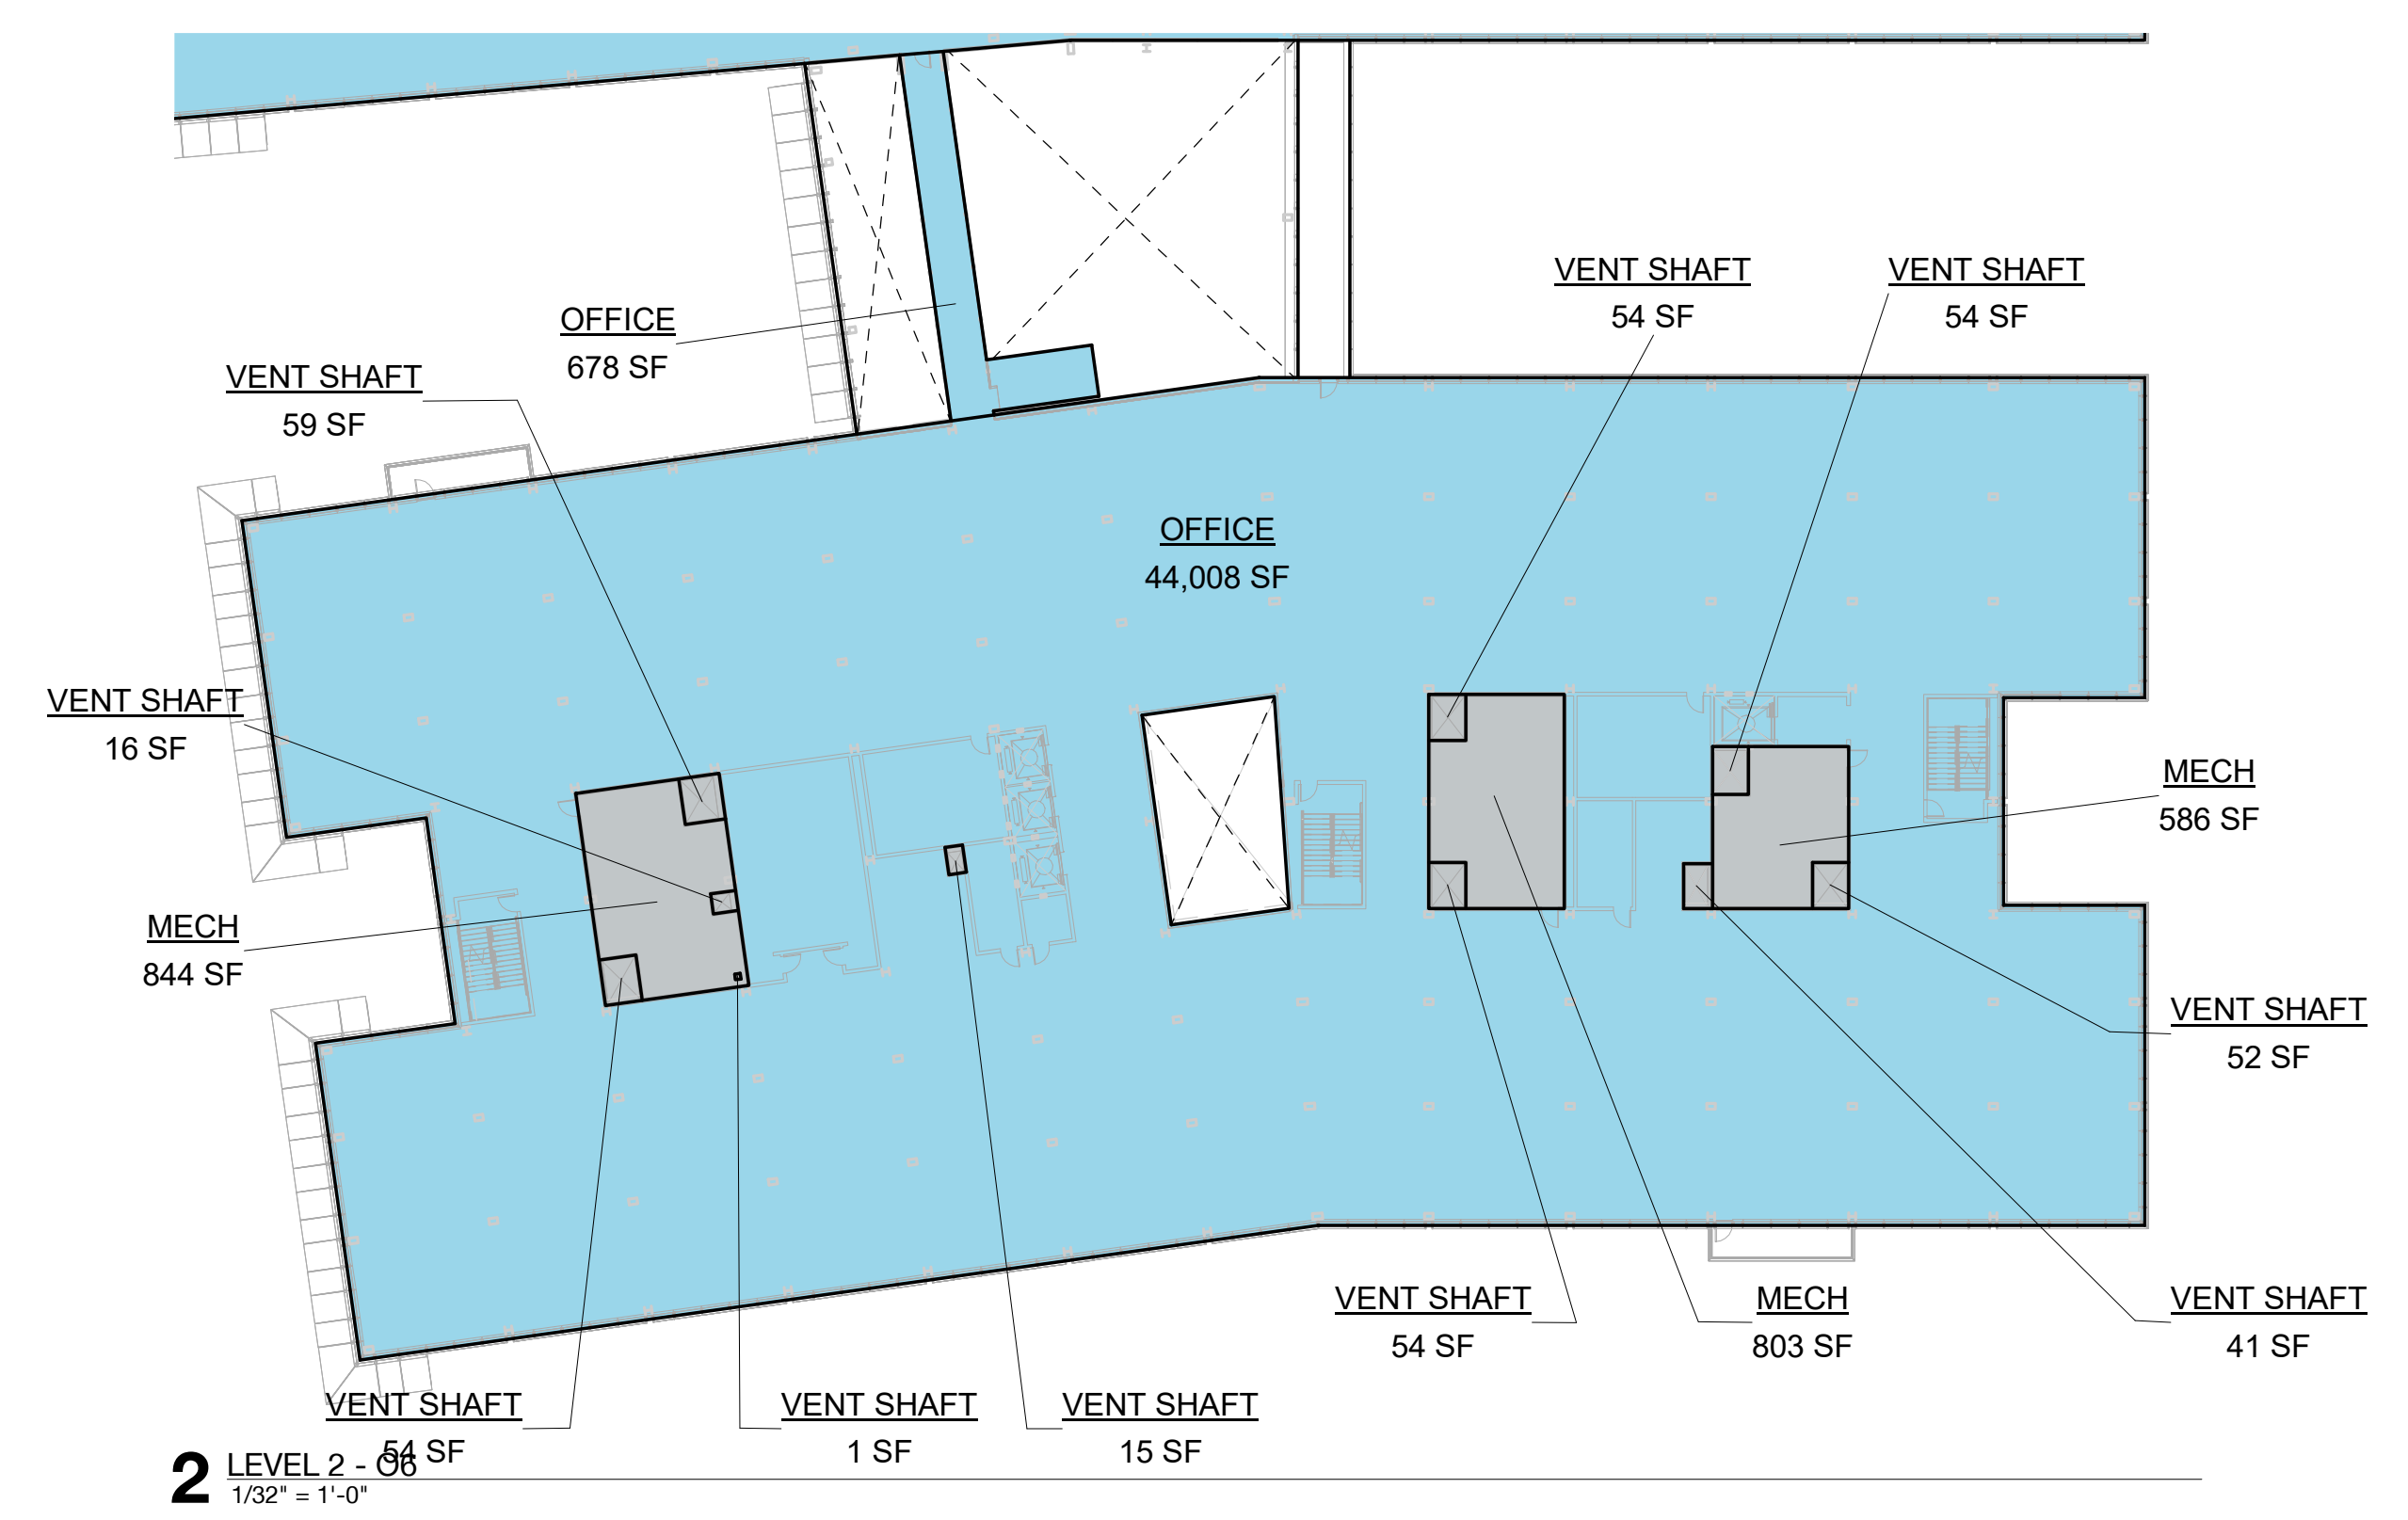 VENT SHAFT
54 SF
VENT SHAFT
54 SF
OFFICE
678 SF
VENT SHAFT
59 SF
OFFICE
44,008 SF
VENT SHAFT
16 SF
MECH
586 SF
MECH
844 SF
VENT SHAFT
52 SF
VENT SHAFT
54 SF
MECH
803 SF
VENT SHAFT
41 SF
VENT SHAFT
54 SF
VENT SHAFT
1 SF
VENT SHAFT
15 SF
2 LEVEL 2 - O6
1/32" = 1'-0"